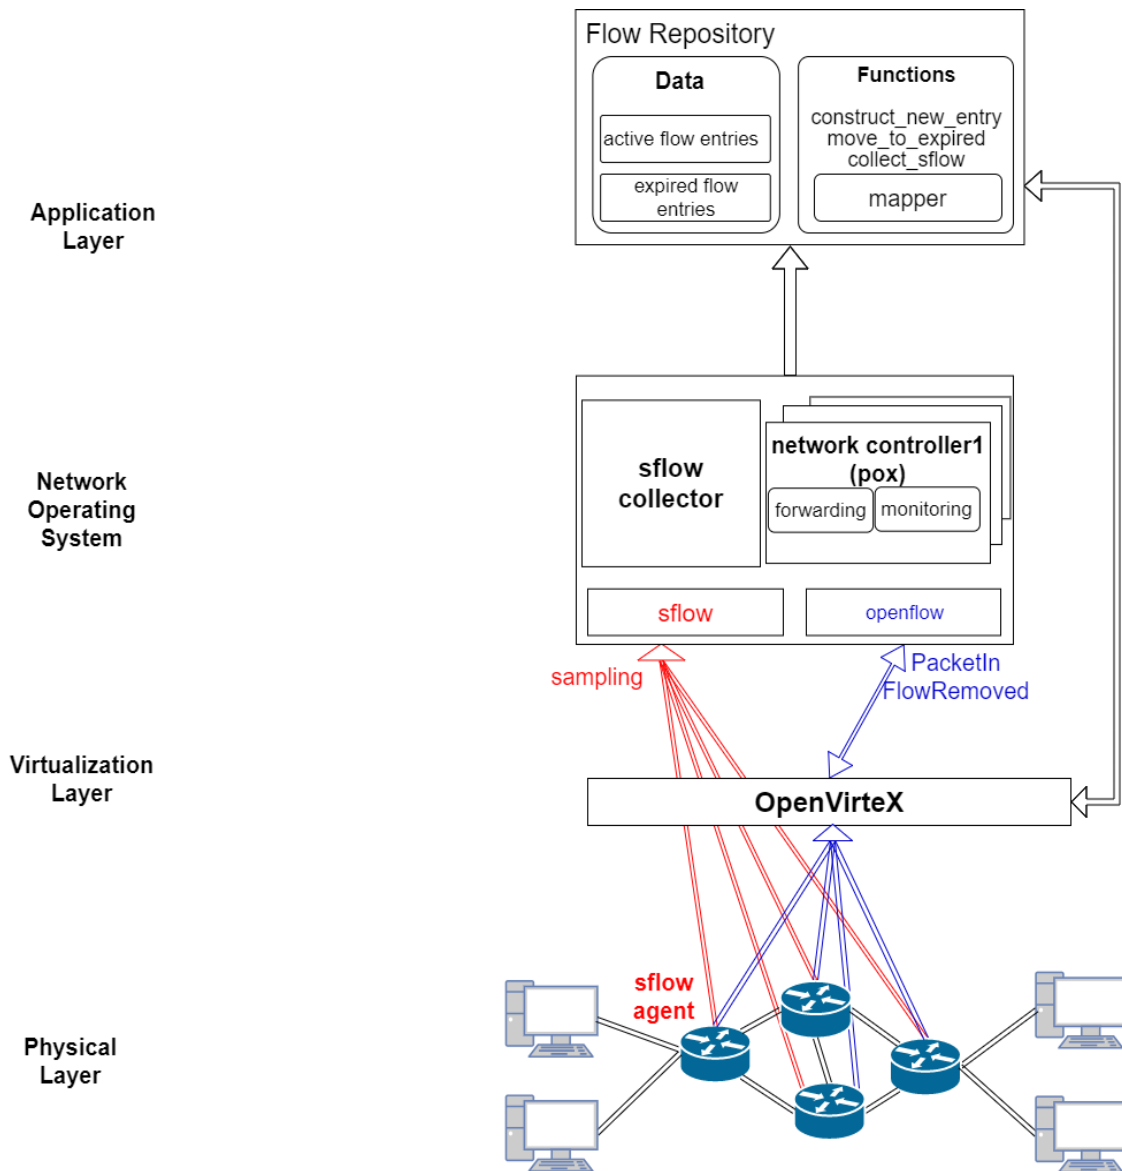 Flow Repository
Data
active flow entries
expired flow
entries
Functions
construct_new_entry
move_to_expired
collect_sflow
mapper
Application
Layer
Network
Operating
System
sflow
collector
network controller1
(pox)
forwarding
monitoring
sflow
openflow
sampling
PacketIn
FlowRemoved
Virtualization
Layer
OpenVirteX
sflow
agent
Physical
Layer